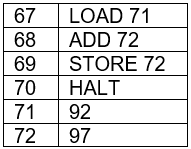 67 LOAD 71
68 ADD 72
69 STORE 72
70 HALT
71 92
72 97